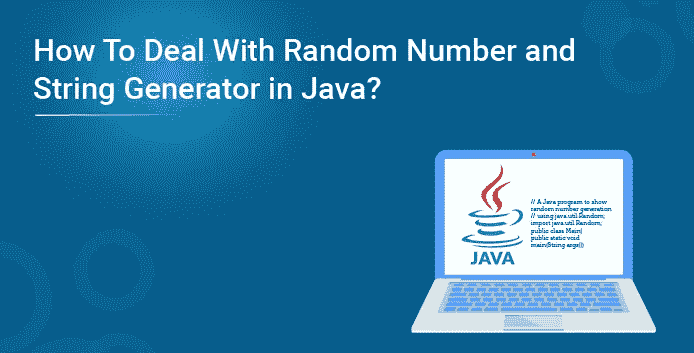 How To Deal With Random Number and
String Generator in Java?
// A Java program to show
random number generation
// using java.util.Random;
import java.util.Random;
public class Main{
public static void
main(String args[])
JAVA